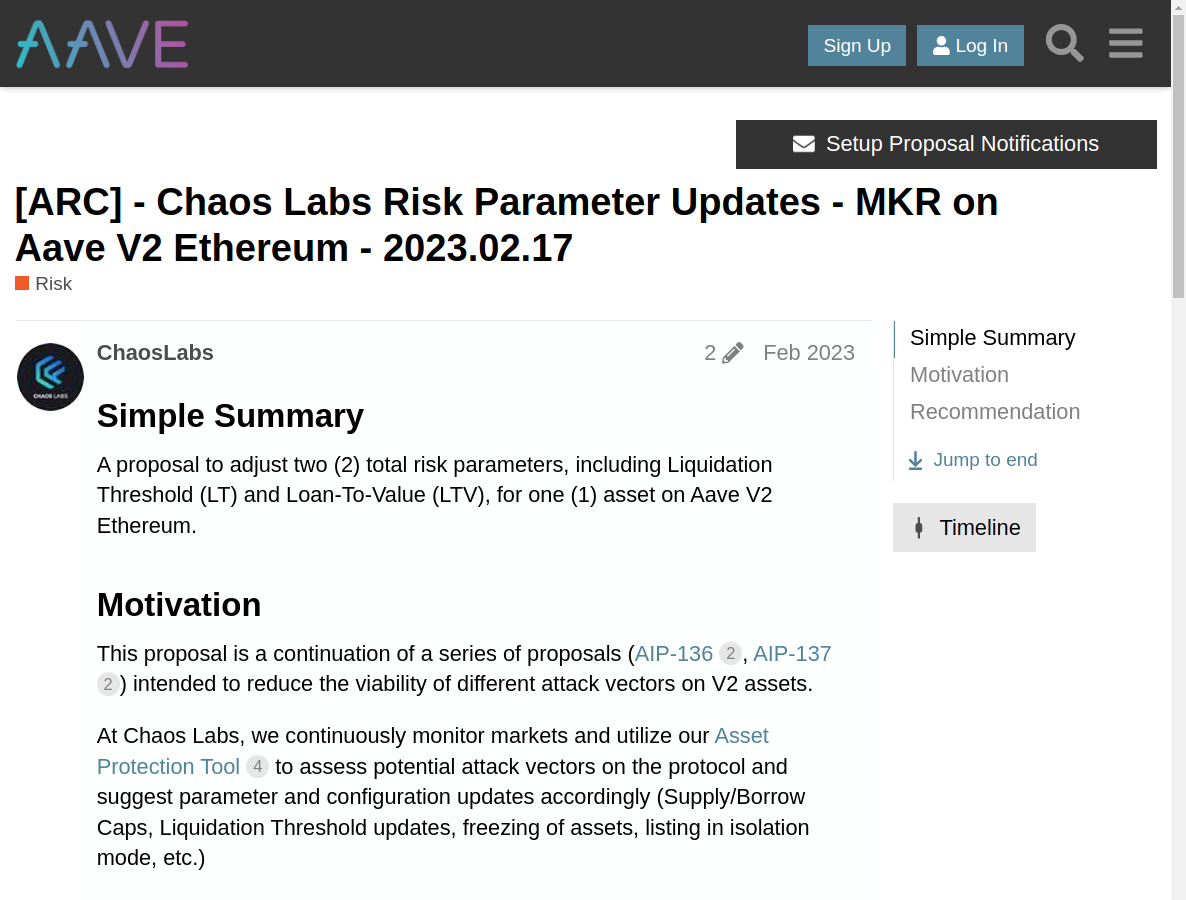 AAVE
Sign Up
Log In
Setup Proposal Notifications
[ARC] - Chaos Labs Risk Parameter Updates - MKR on
Aave V2 Ethereum - 2023.02.17
Risk
ChaosLabs
2
Feb 2023
CHAOS LABS
Simple Summary
A proposal to adjust two (2) total risk parameters, including Liquidation
Threshold (LT) and Loan-To-Value (LTV), for one (1) asset on Aave V2
Ethereum.
Motivation
This proposal is a continuation of a series of proposals (AIP-136 2, AIP-137
2) intended to reduce the viability of different attack vectors on V2 assets.
At Chaos Labs, we continuously monitor markets and utilize our Asset
Protection Tool 4 to assess potential attack vectors on the protocol and
suggest parameter and configuration updates accordingly (Supply/Borrow
Caps, Liquidation Threshold updates, freezing of assets, listing in isolation
mode, etc.)
Simple Summary
Motivation
Recommendation
Jump to end
Timeline